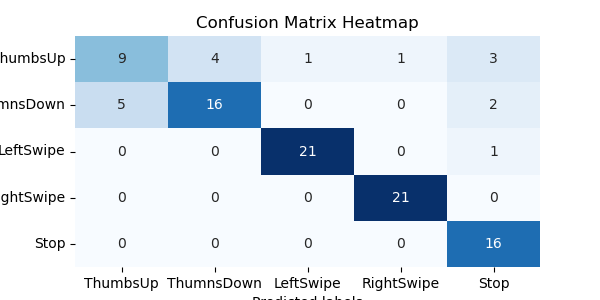 Confusion Matrix Heatmap
humbsUp 9 4 1 1 3
mnsDown 5 16 0 0 2
LeftSwipe 0 0 21 0 1
ghtSwipe 0 0 0 21 0
Stop 0 0 0 0 16
ThumbsUp ThumnsDown LeftSwipe RightSwipe Stop
Predicted labels